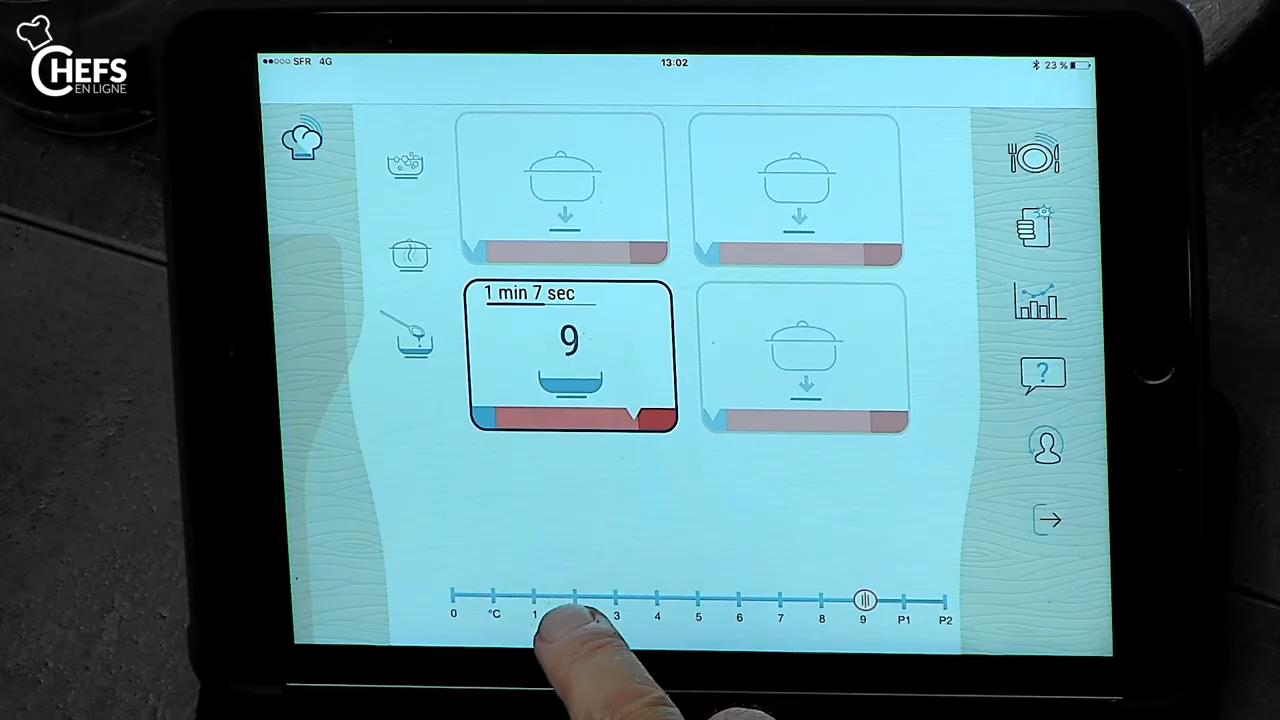 CHEFS
EN LIGNE
SFR 4G
13:02
23 %
1 min 7 sec
9
?
0 °C 1 3 4 5 6 7 8 9 P1 P2